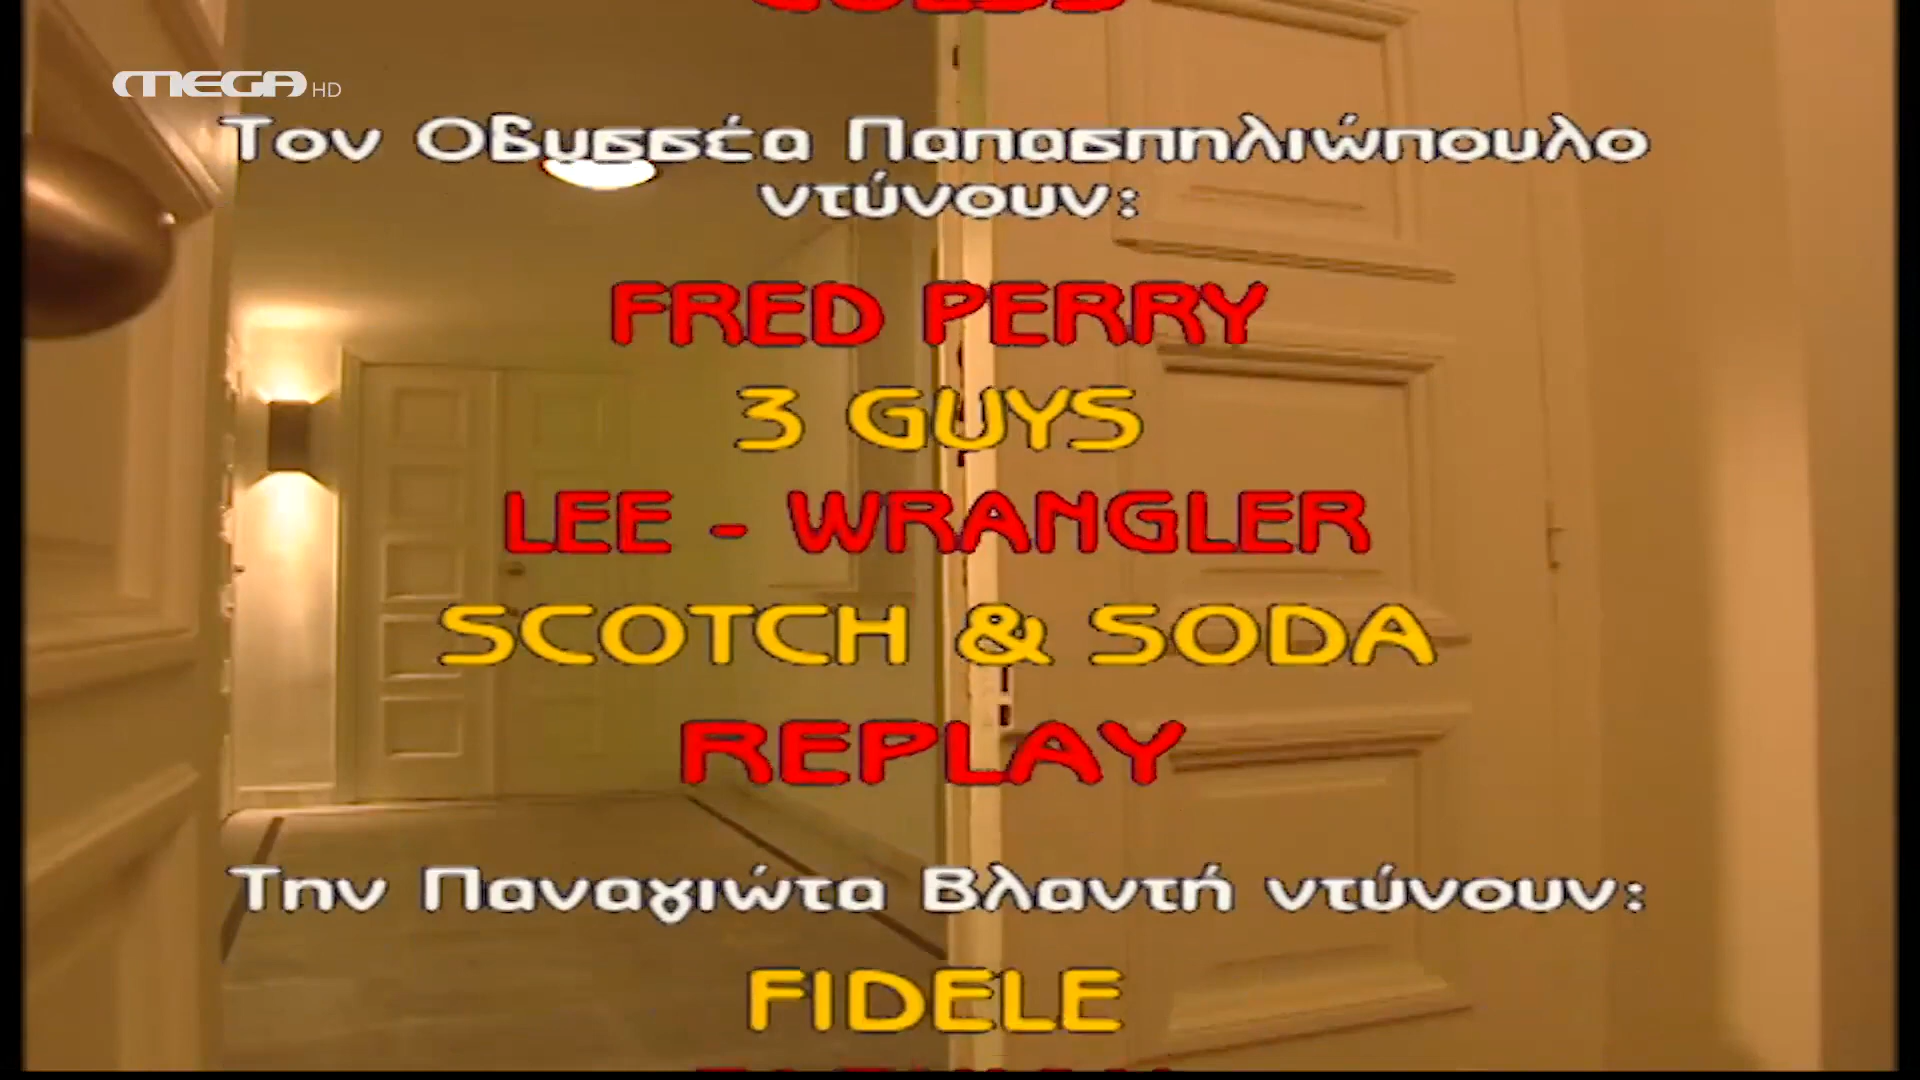 MEGA HD
Τον Οδυσσέα Παπασπηλιώπουλο
ντύνουν:
FRED PERRY
3 GUYS
LEE - WRANGLER
SCOTCH & SODA
REPLAY
Την Παναγιώτα Βλαντή ντύνουν:
FIDELE